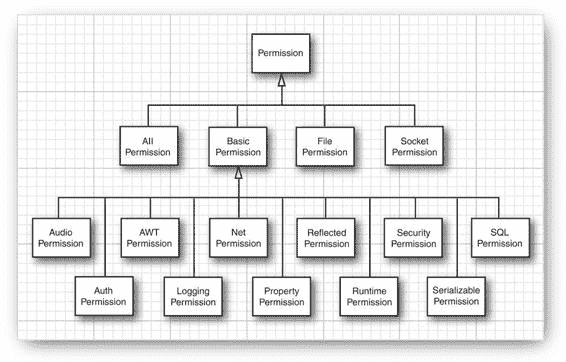 Permission
All
Permission
Basic
Permission
File
Permission
Socket
Permission
Audio
Permission
AWT
Permission
Net
Permission
Reflected
Permission
Security
Permission
SQL
Permission
Auth
Permission
Logging
Permission
Property
Permission
Runtime
Permission
Serializable
Permission